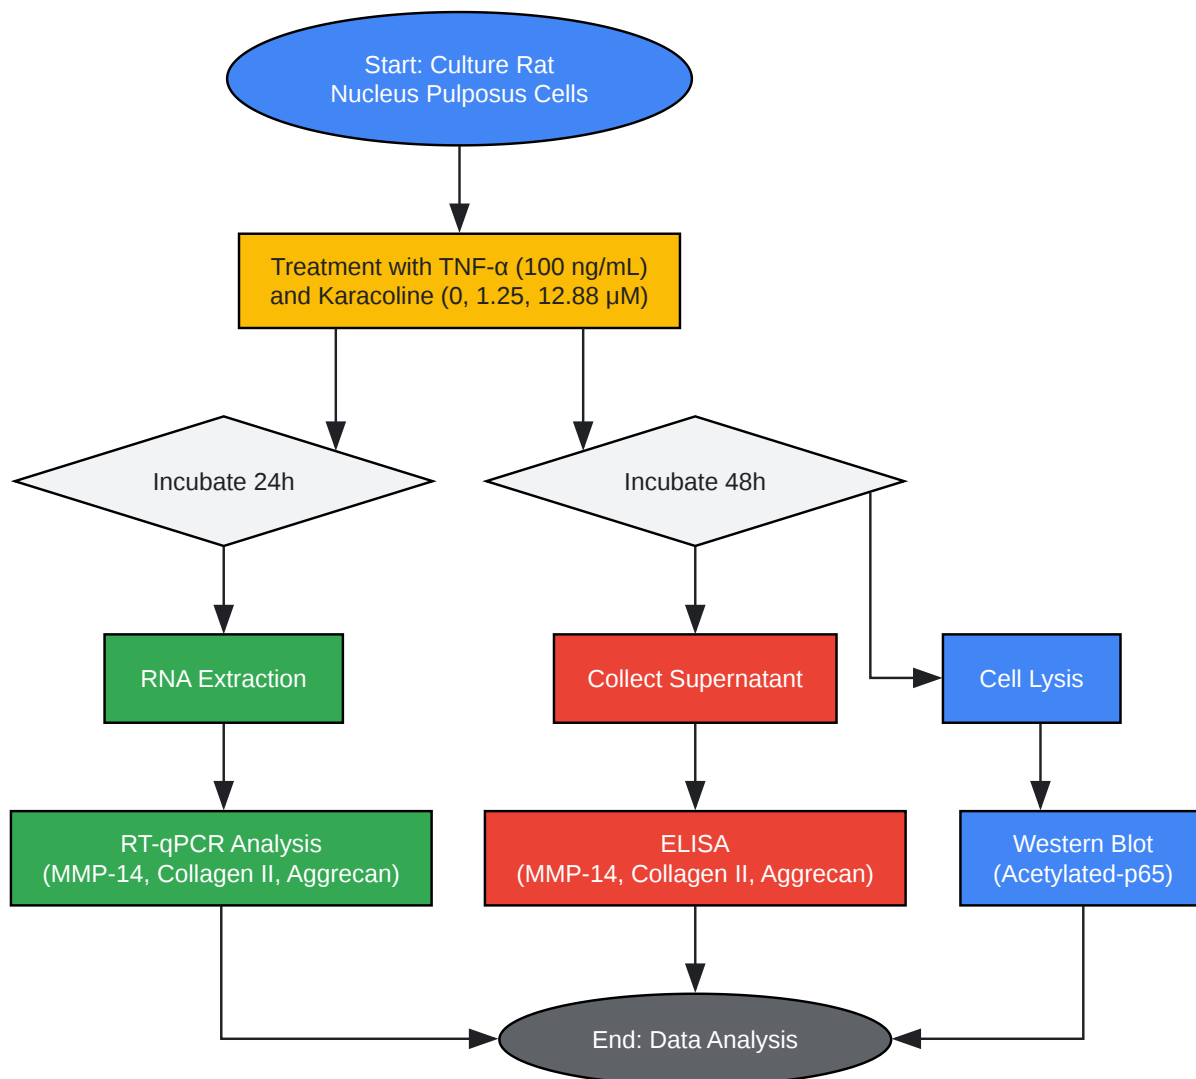 Start: Culture Rat
Nucleus Pulposus Cells
Treatment with TNF-α (100 ng/mL)
and Karacoline (0, 1.25, 12.88 μM)
Incubate 24h
Incubate 48h
RNA Extraction
Collect Supernatant
Cell Lysis
RT-qPCR Analysis
(MMP-14, Collagen II, Aggrecan)
ELISA
(MMP-14, Collagen II, Aggrecan)
Western Blot
(Acetylated-p65)
End: Data Analysis